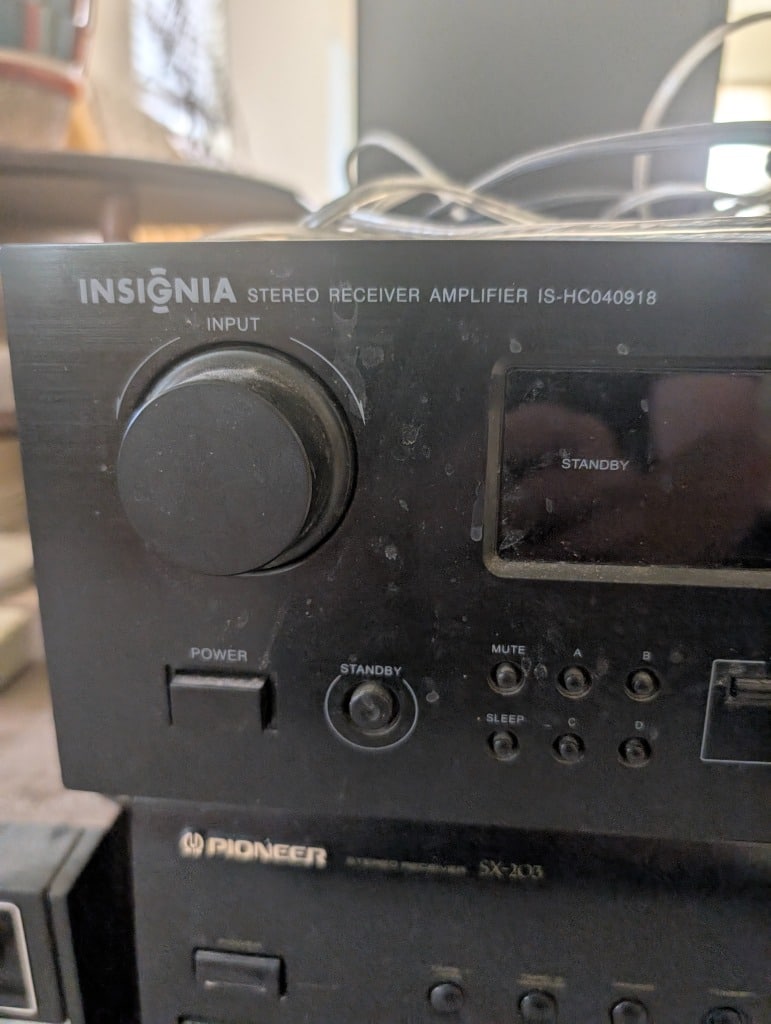 INSIGNIA STEREO RECEIVER AMPLIFIER IS-HC040918
INPUT
STANDBY
POWER
STANDBY
MUTE A B
SLEEP C D
PIONEER STEREO RECEIVER SX-203